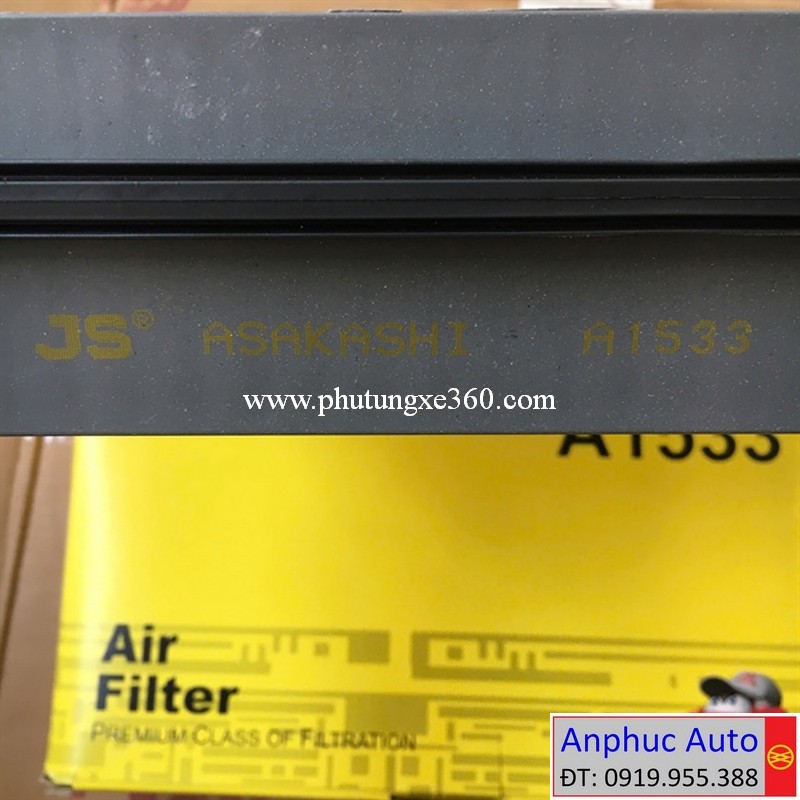 JS® ASAKASHI A1533
www.phutungxe360.com
A1533
Air
Filter
PREMIUM CLASS OF FILTRATION
Anphuc Auto
ĐT: 0919.955.388